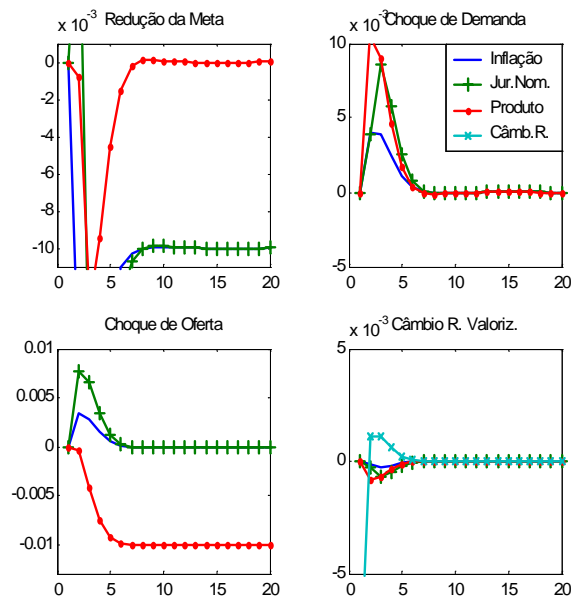 x 10^-3
Redução da Meta
0
-2
-4
-6
-8
-10
0 5 10 15 20
x 10^-3
Choque de Demanda
10
5
0
-5
0 5 10 15 20
Inflação
Jur.Nom.
Produto
Câmb.R.
Choque de Oferta
0.01
0.005
0
-0.005
-0.01
0 5 10 15 20
x 10^-3
Câmbio R. Valoriz.
5
0
-5
0 5 10 15 20